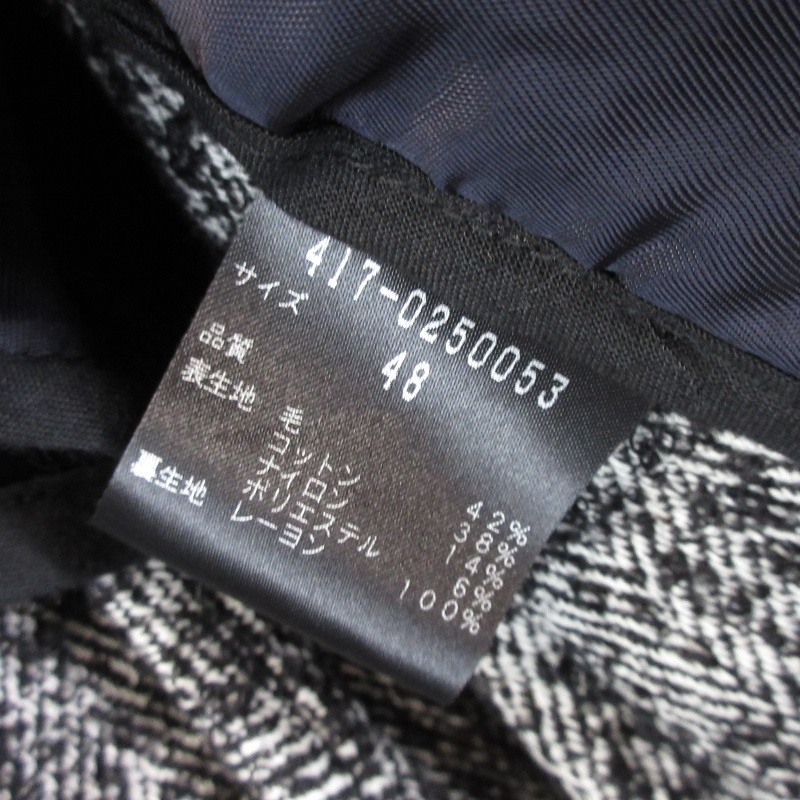 417-0250053
サイズ 48
品質
表生地 毛 42%
コットン 38%
ナイロン 14%
ポリエステル 6%
裏生地 レーヨン 100%